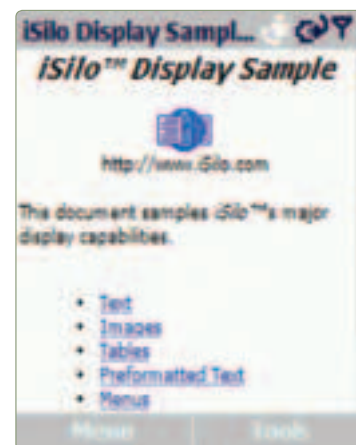 iSilo Display Sampl...
iSilo™ Display Sample
http://www.iSilo.com
This document samples iSilo™'s major
display capabilities.
• Text
• Images
• Tables
• Preformatted Text
• Menus
Menu Tools